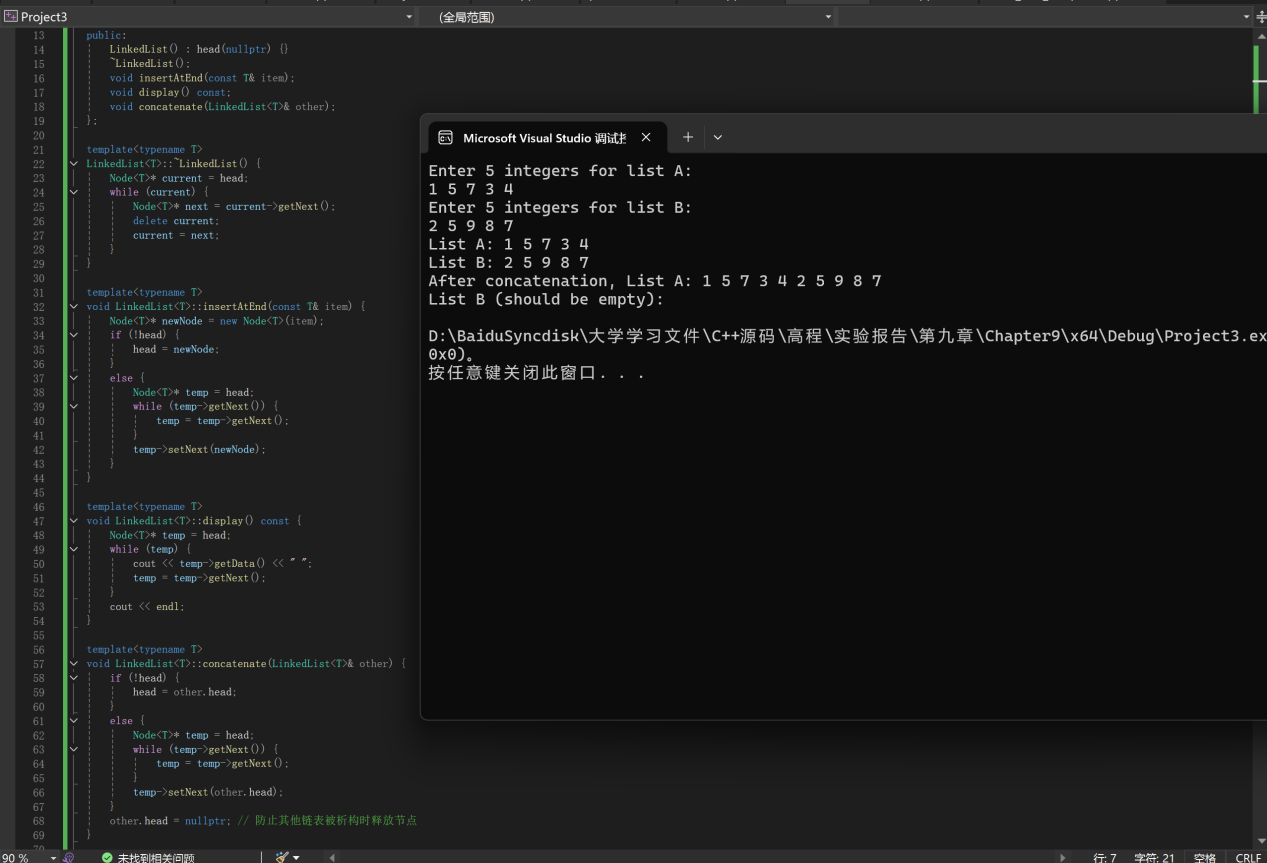 Project3
(全局范围)
13 public:
14 LinkedList() : head(nullptr) {}
15 ~LinkedList();
16 void insertAtEnd(const T& item);
17 void display() const;
18 void concatenate(LinkedList<T>& other);
19 };
20
21 template<typename T>
22 LinkedList<T>::~LinkedList() {
23 Node<T>* current = head;
24 while (current) {
25 Node<T>* next = current->getNext();
26 delete current;
27 current = next;
28 }
29 }
30
31 template<typename T>
32 void LinkedList<T>::insertAtEnd(const T& item) {
33 Node<T>* newNode = new Node<T>(item);
34 if (!head) {
35 head = newNode;
36 }
37 else {
38 Node<T>* temp = head;
39 while (temp->getNext()) {
40 temp = temp->getNext();
41 }
42 temp->setNext(newNode);
43 }
44 }
45
46 template<typename T>
47 void LinkedList<T>::display() const {
48 Node<T>* temp = head;
49 while (temp) {
50 cout << temp->getData() << " ";
51 temp = temp->getNext();
52 }
53 cout << endl;
54 }
55
56 template<typename T>
57 void LinkedList<T>::concatenate(LinkedList<T>& other) {
58 if (!head) {
59 head = other.head;
60 }
61 else {
62 Node<T>* temp = head;
63 while (temp->getNext()) {
64 temp = temp->getNext();
65 }
66 temp->setNext(other.head);
67 }
68 other.head = nullptr; // 防止其他链表被析构时释放节点
69 }
70
Microsoft Visual Studio 调试
Enter 5 integers for list A:
1 5 7 3 4
Enter 5 integers for list B:
2 5 9 8 7
List A: 1 5 7 3 4
List B: 2 5 9 8 7
After concatenation, List A: 1 5 7 3 4 2 5 9 8 7
List B (should be empty):
D:\BaiduSyncdisk\大学学习文件\C++源码\高程\实验报告\第九章\Chapter9\x64\Debug\Project3.ex
0x0)。
按任意键关闭此窗口. . .
90 %
未找到相关问题
行: 7
字符: 21
空格
CRLF